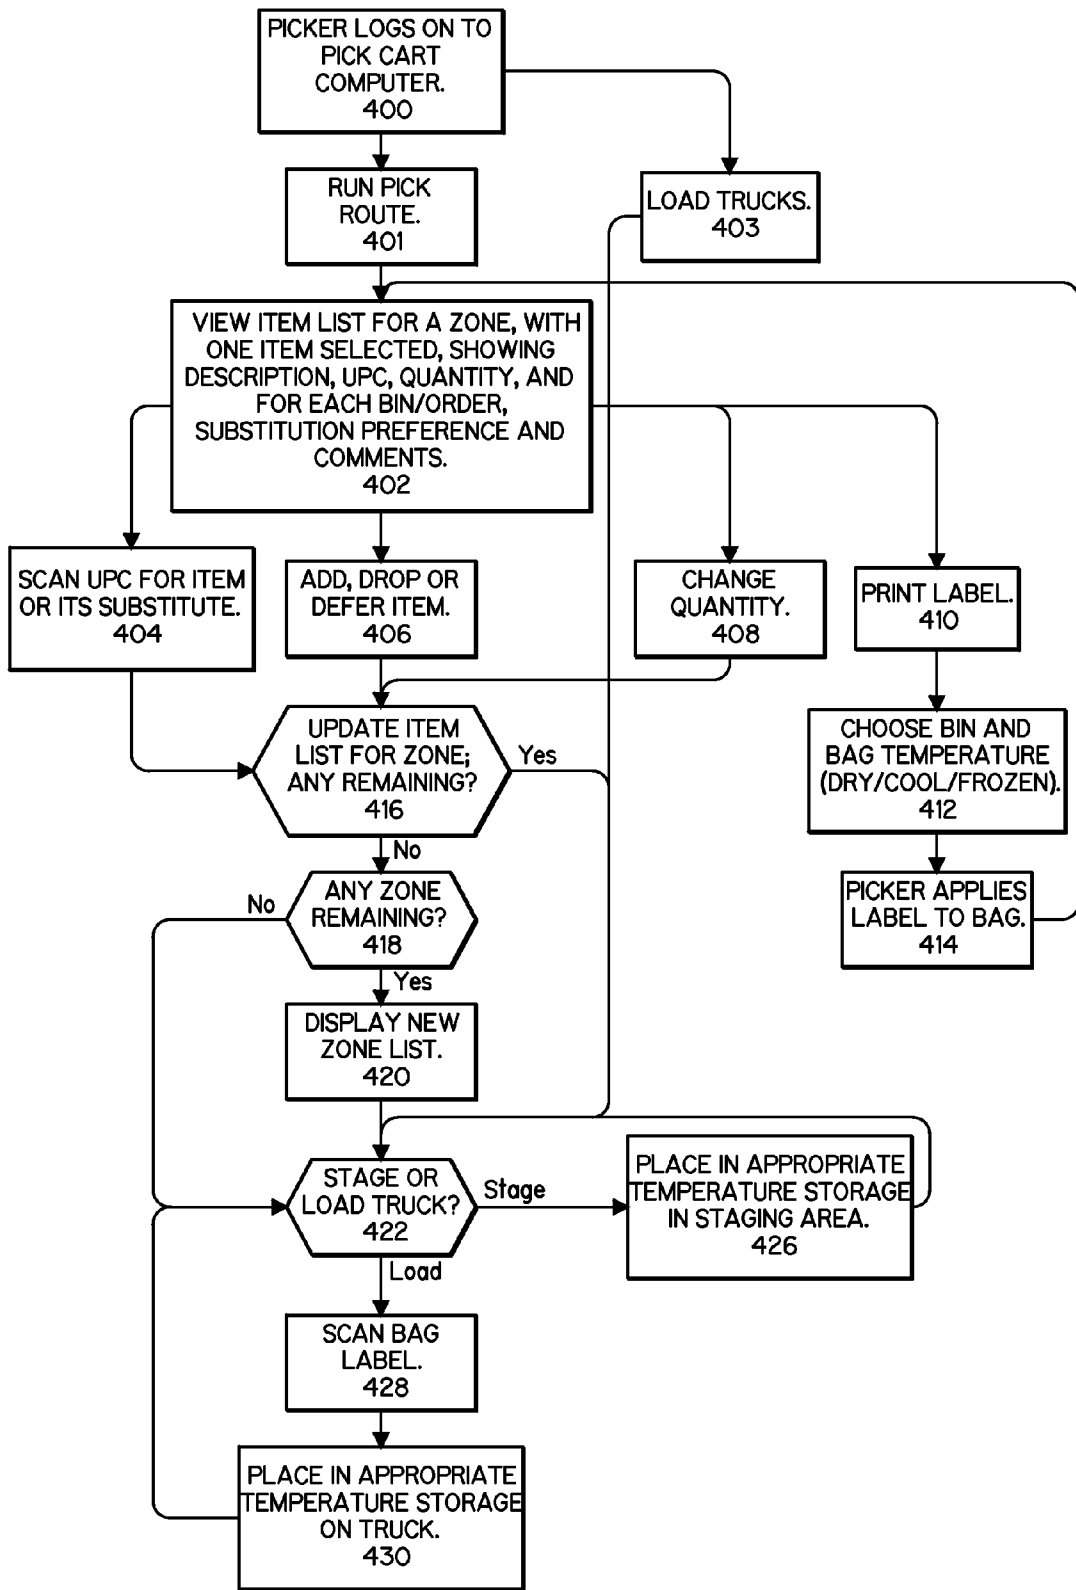 PICKER LOGS ON TO
PICK CART
COMPUTER.
400
RUN PICK
ROUTE.
401
LOAD TRUCKS.
403
VIEW ITEM LIST FOR A ZONE, WITH
ONE ITEM SELECTED, SHOWING
DESCRIPTION, UPC, QUANTITY, AND
FOR EACH BIN/ORDER,
SUBSTITUTION PREFERENCE AND
COMMENTS.
402
SCAN UPC FOR ITEM
OR ITS SUBSTITUTE.
404
ADD, DROP OR
DEFER ITEM.
406
CHANGE
QUANTITY.
408
PRINT LABEL.
410
UPDATE ITEM
LIST FOR ZONE;
ANY REMAINING?
416
Yes
No
CHOOSE BIN AND
BAG TEMPERATURE
(DRY/COOL/FROZEN).
412
PICKER APPLIES
LABEL TO BAG.
414
ANY ZONE
REMAINING?
418
No
Yes
DISPLAY NEW
ZONE LIST.
420
STAGE OR
LOAD TRUCK?
422
Stage
Load
PLACE IN APPROPRIATE
TEMPERATURE STORAGE
IN STAGING AREA.
426
SCAN BAG
LABEL.
428
PLACE IN APPROPRIATE
TEMPERATURE STORAGE
ON TRUCK.
430